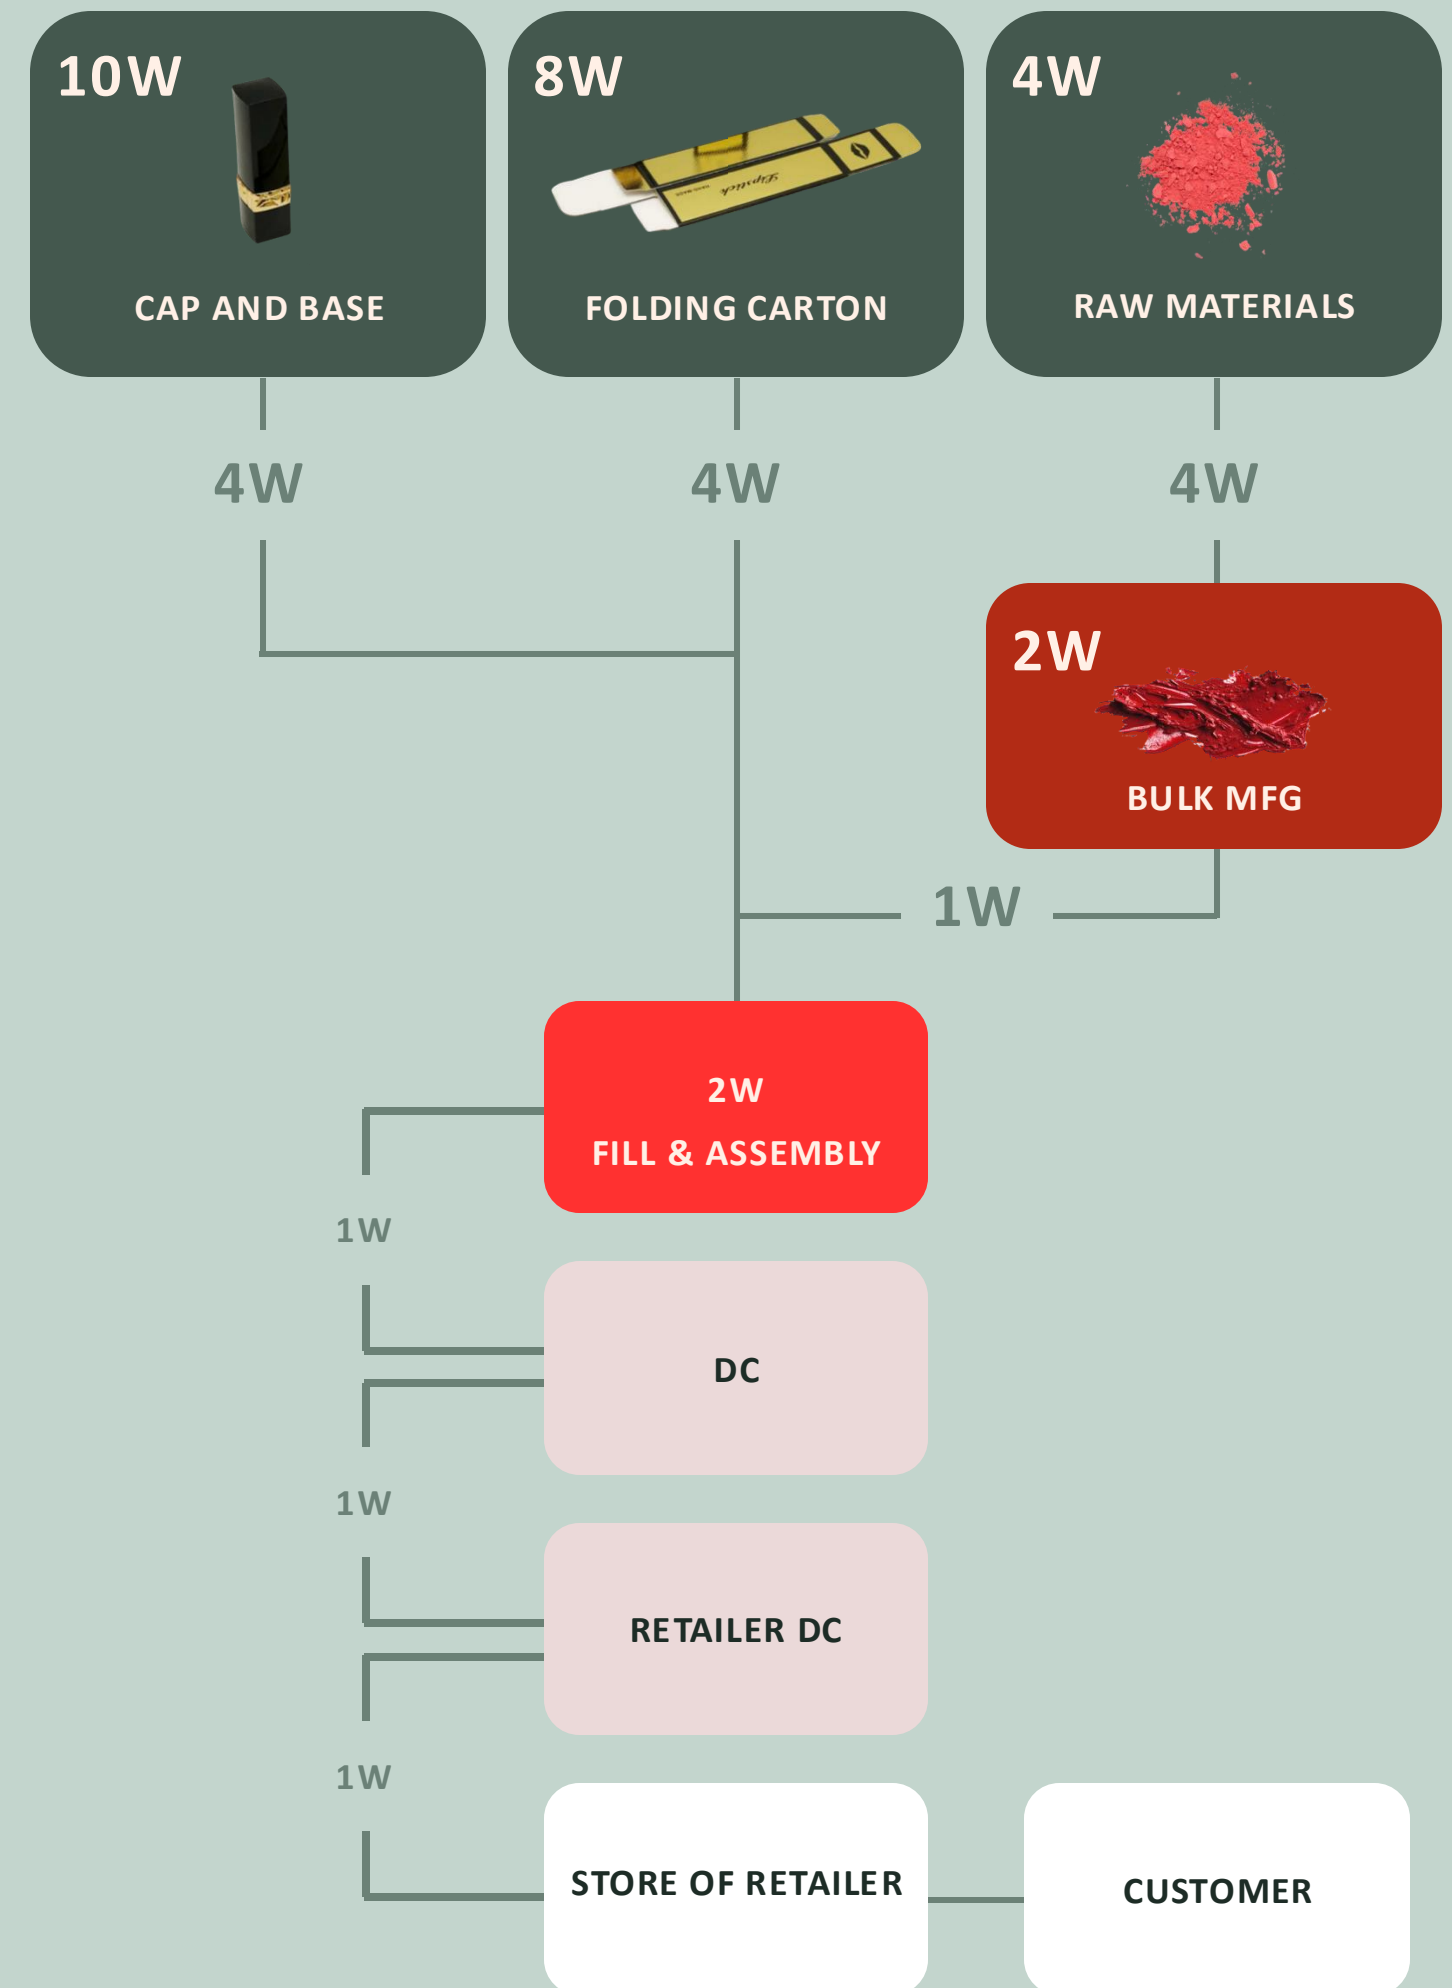 10W
CAP AND BASE
8W
Lipstick
FOLDING CARTON
4W
RAW MATERIALS
4W
4W
4W
2W
BULK MFG
1W
2W
FILL & ASSEMBLY
1W
DC
1W
RETAILER DC
1W
STORE OF RETAILER
CUSTOMER